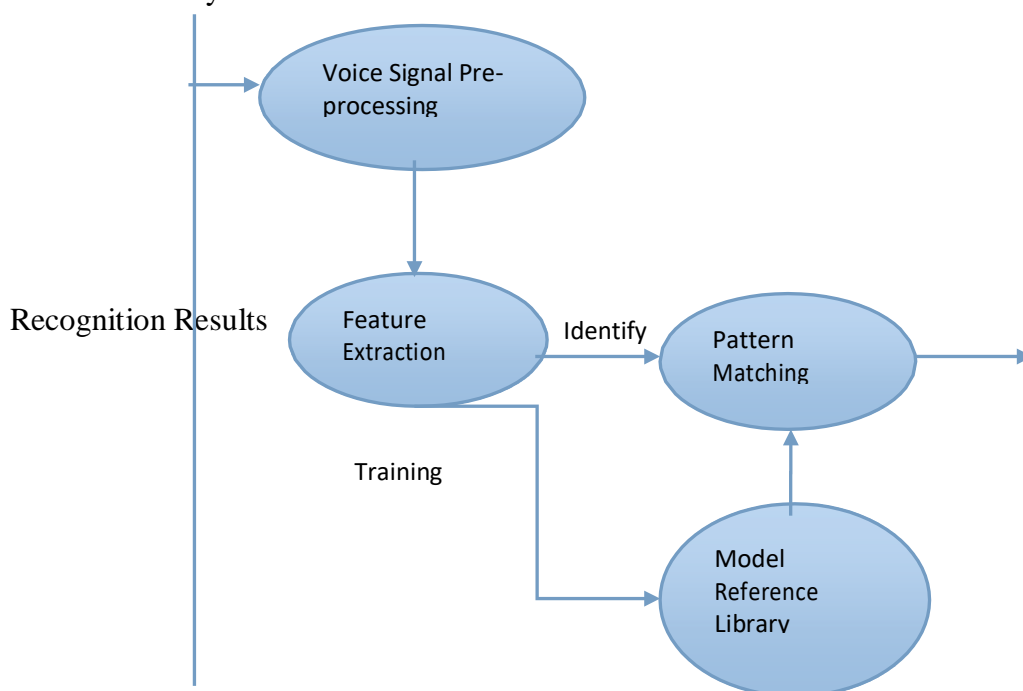 Voice Signal Pre-
processing
Recognition Results
Feature
Extraction
Identify
Pattern
Matching
Training
Model
Reference
Library